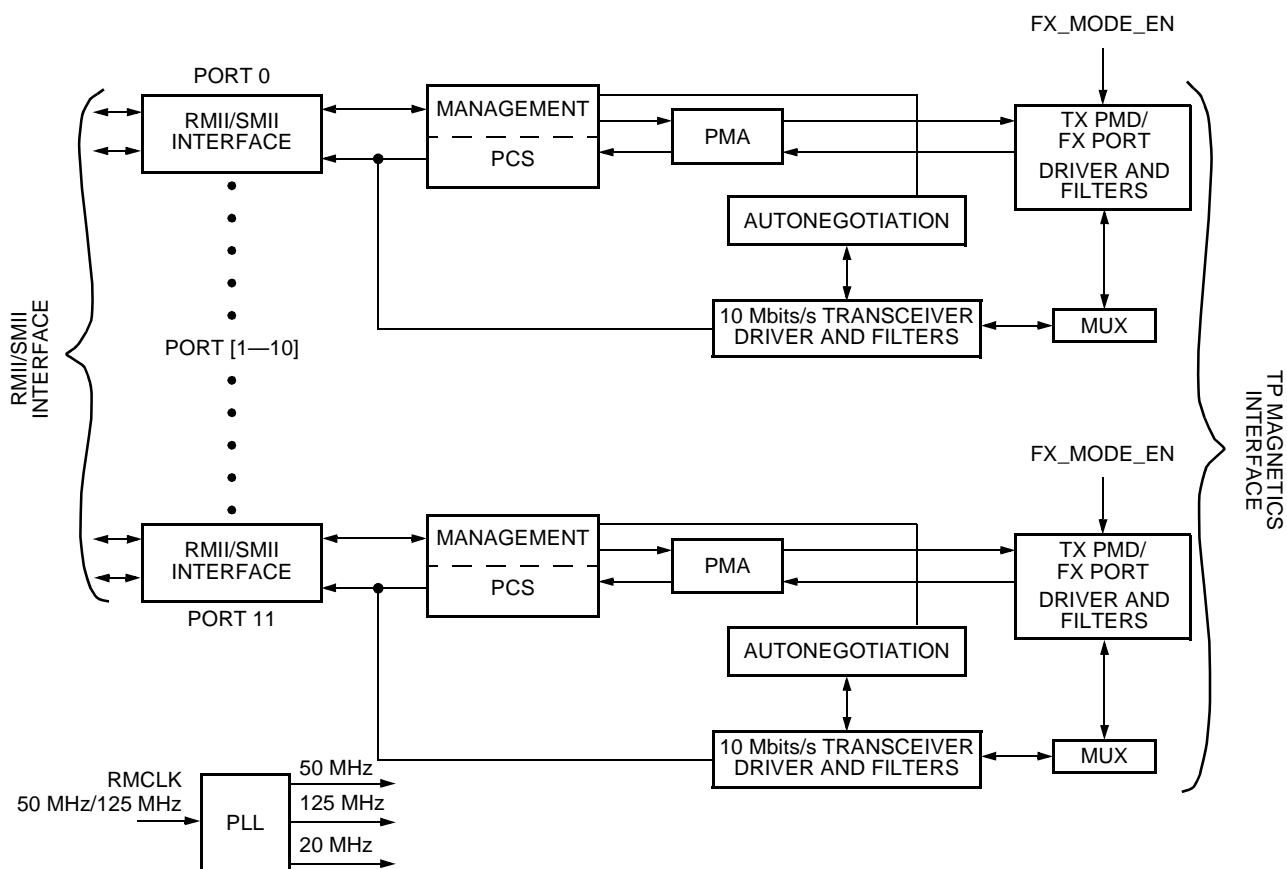 FX_MODE_EN
PORT 0
RMII/SMII
INTERFACE
MANAGEMENT
PCS
PMA
TX PMD/
FX PORT
DRIVER AND
FILTERS
AUTONEGOTIATION
10 Mbits/s TRANSCEIVER
DRIVER AND FILTERS
MUX
RMII/SMII
INTERFACE
PORT [1—10]
TP MAGNETICS
INTERFACE
FX_MODE_EN
RMII/SMII
INTERFACE
PORT 11
MANAGEMENT
PCS
PMA
TX PMD/
FX PORT
DRIVER AND
FILTERS
AUTONEGOTIATION
10 Mbits/s TRANSCEIVER
DRIVER AND FILTERS
MUX
RMCLK
50 MHz/125 MHz
PLL
50 MHz
125 MHz
20 MHz